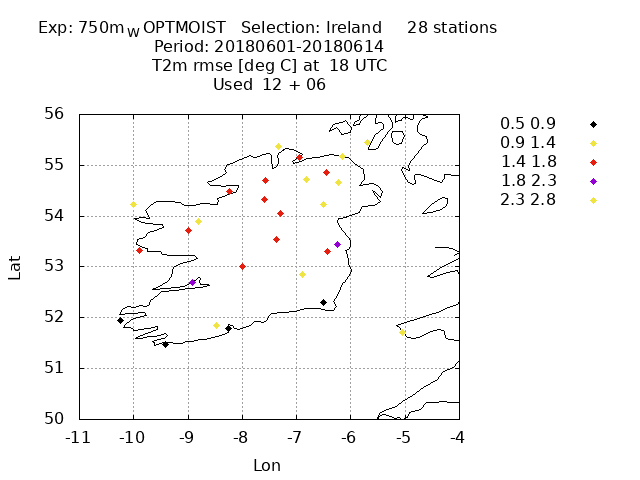 Exp: 750m_W OPTMOIST Selection: Ireland 28 stations
Period: 20180601-20180614
T2m rmse [deg C] at 18 UTC
Used 12 + 06
0.5 0.9
0.9 1.4
1.4 1.8
1.8 2.3
2.3 2.8
56
55
54
53
52
51
50
Lat
-11 -10 -9 -8 -7 -6 -5 -4
Lon